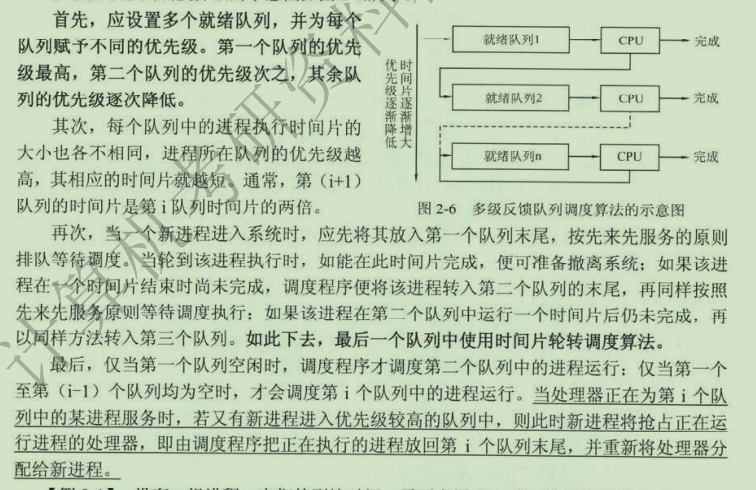 首先，应设置多个就绪队列，并为每个
队列赋予不同的优先级。第一个队列的优先
级最高，第二个队列的优先级次之，其余队
列的优先级逐次降低。
其次，每个队列中的进程执行时间片的
大小也各不相同，进程所在队列的优先级越
高，其相应的时间片就越短。通常，第（i+1）
队列的时间片是第 i 队列时间片的两倍。
优先级逐渐降低
时间片逐渐增大
就绪队列1 CPU 完成
就绪队列2 CPU 完成
就绪队列n CPU 完成
图 2-6 多级反馈队列调度算法的示意图
再次，当一个新进程进入系统时，应先将其放入第一个队列末尾，按先来先服务的原则
排队等待调度。当轮到该进程执行时，如能在此时间片完成，便可准备撤离系统；如果该进
程在一个时间片结束时尚未完成，调度程序便将该进程转入第二个队列的末尾，再同样按照
先来先服务原则等待调度执行；如果该进程在第二个队列中运行一个时间片后仍未完成，再
以同样方法转入第三个队列。如此下去，最后一个队列中使用时间片轮转调度算法。
最后，仅当第一个队列空闲时，调度程序才调度第二个队列中的进程运行；仅当第一个
至第（i-1）个队列均为空时，才会调度第 i 个队列中的进程运行。当处理器正在为第 i 个队
列中的某进程服务时，若又有新进程进入优先级较高的队列中，则此时新进程将抢占正在运
行进程的处理器，即由调度程序把正在执行的进程放回第 i 个队列末尾，并重新将处理器分
配给新进程。
计算机考研资料